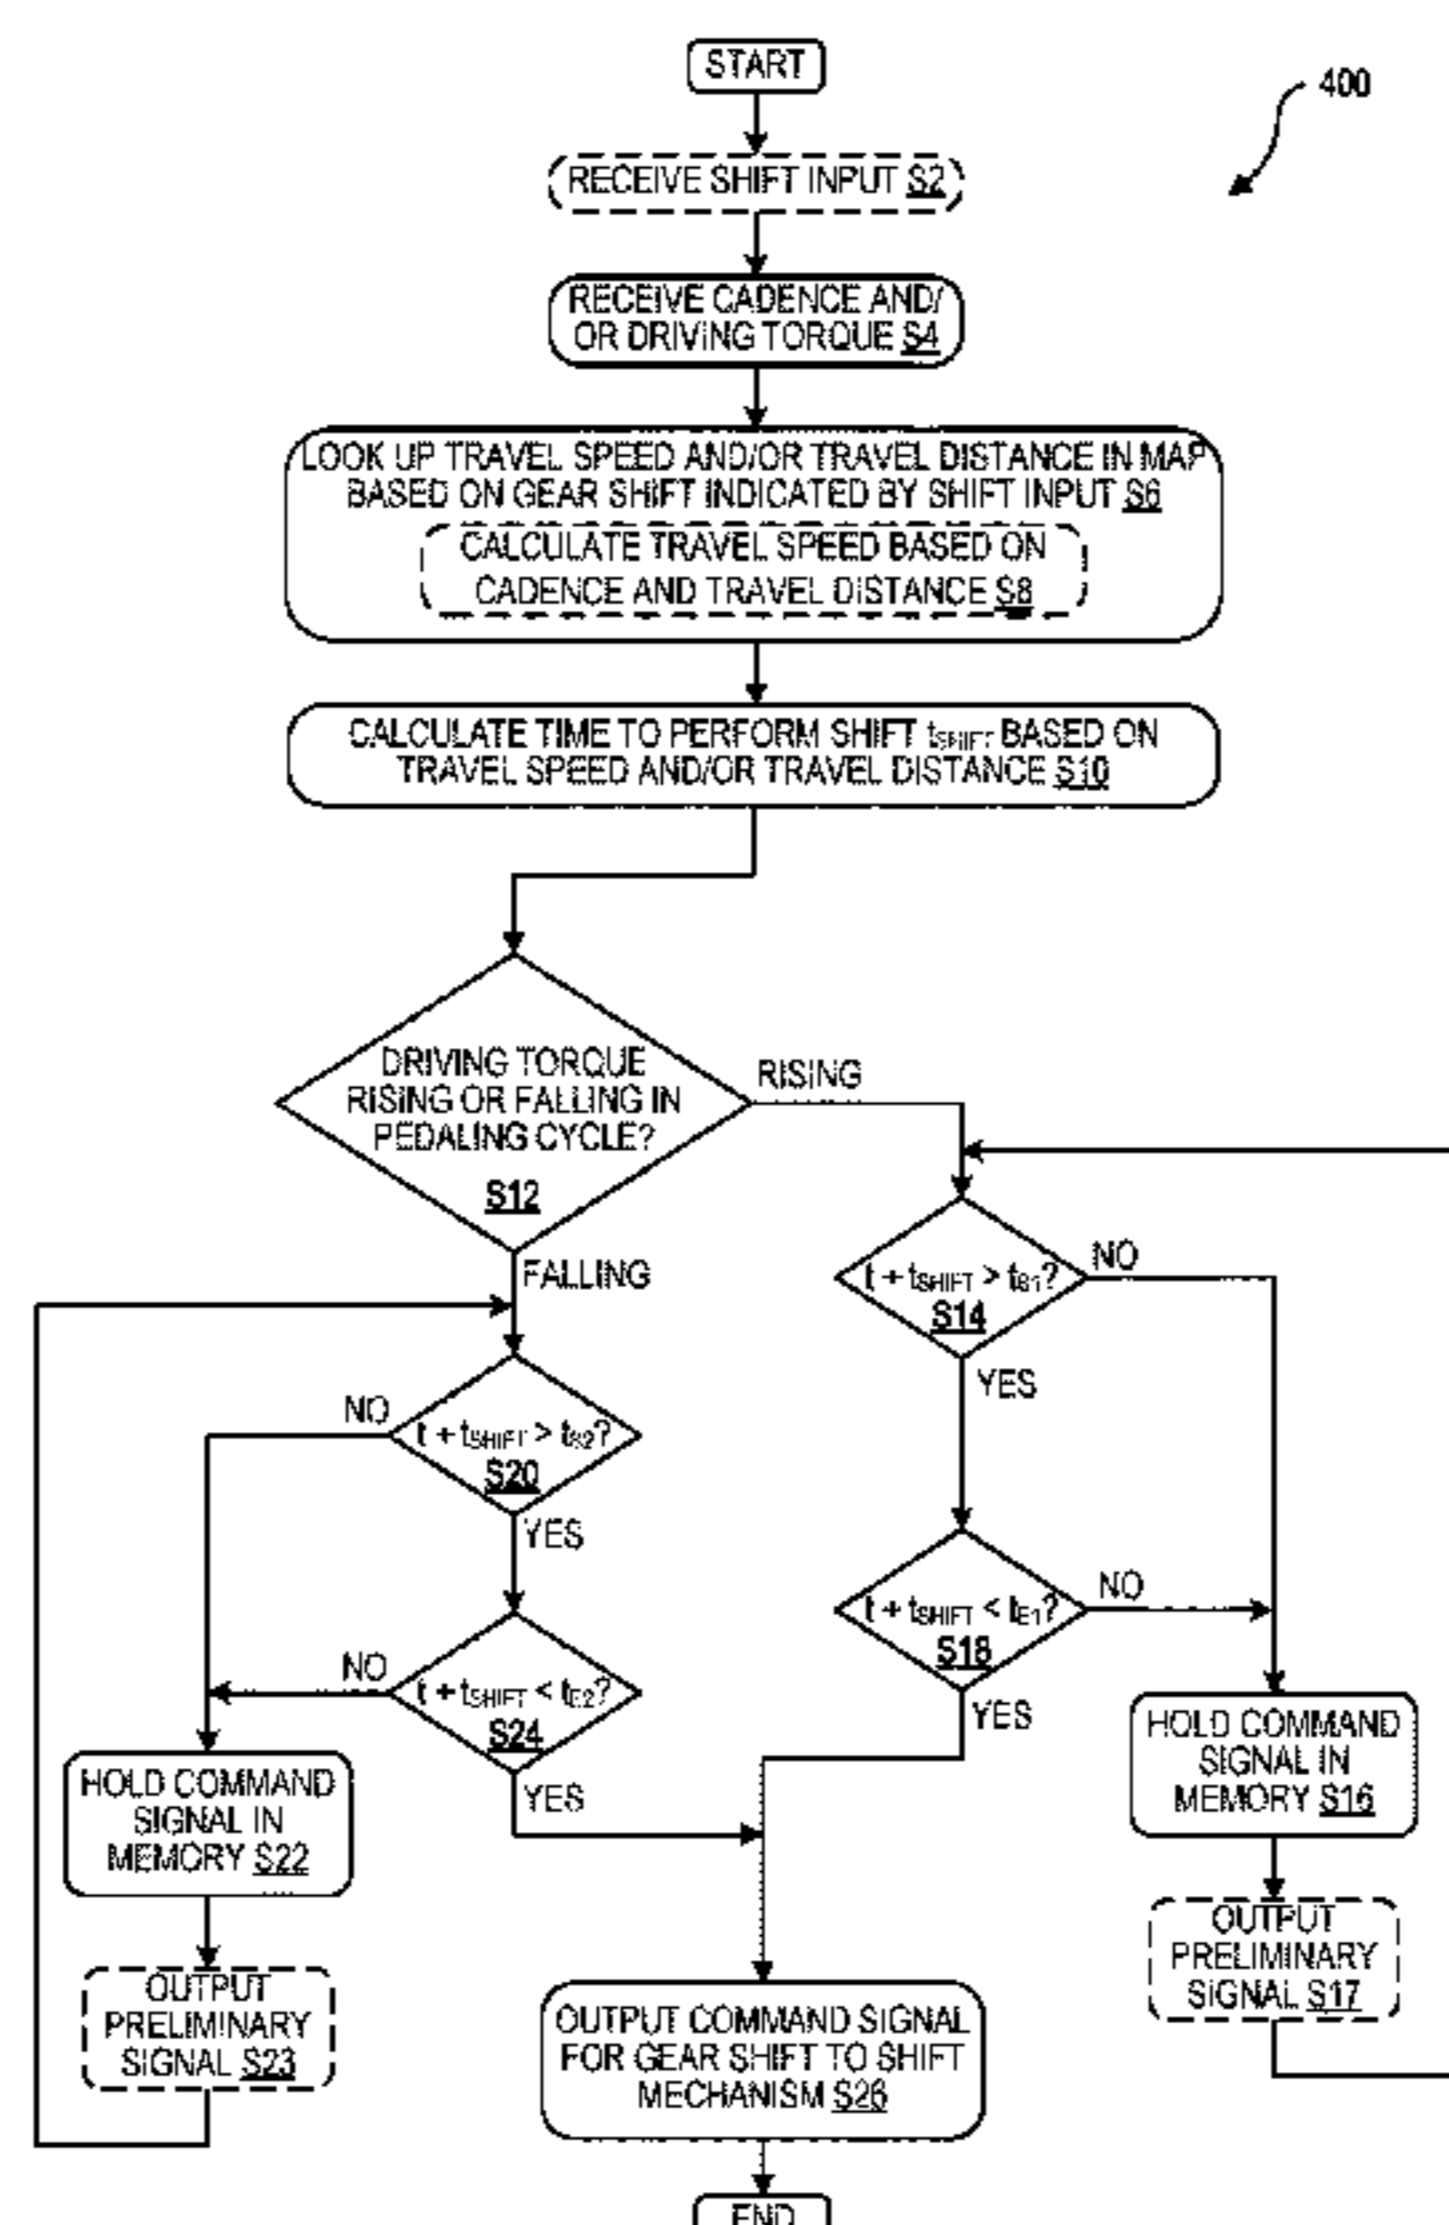 START
400
RECEIVE SHIFT INPUT S2
RECEIVE CADENCE AND/
OR DRIVING TORQUE S4
LOOK UP TRAVEL SPEED AND/OR TRAVEL DISTANCE IN MAP
BASED ON GEAR SHIFT INDICATED BY SHIFT INPUT S6
CALCULATE TRAVEL SPEED BASED ON
CADENCE AND TRAVEL DISTANCE S8
CALCULATE TIME TO PERFORM SHIFT tSHIFT BASED ON
TRAVEL SPEED AND/OR TRAVEL DISTANCE S10
DRIVING TORQUE
RISING OR FALLING IN
PEDALING CYCLE?
S12
RISING
FALLING
t + tSHIFT > tS1?
S14
NO
YES
t + tSHIFT < tE1?
S18
NO
YES
HOLD COMMAND
SIGNAL IN
MEMORY S16
OUTPUT
PRELIMINARY
SIGNAL S17
t + tSHIFT > tS2?
S20
NO
YES
t + tSHIFT < tE2?
S24
NO
YES
HOLD COMMAND
SIGNAL IN
MEMORY S22
OUTPUT
PRELIMINARY
SIGNAL S23
OUTPUT COMMAND SIGNAL
FOR GEAR SHIFT TO SHIFT
MECHANISM S26
END